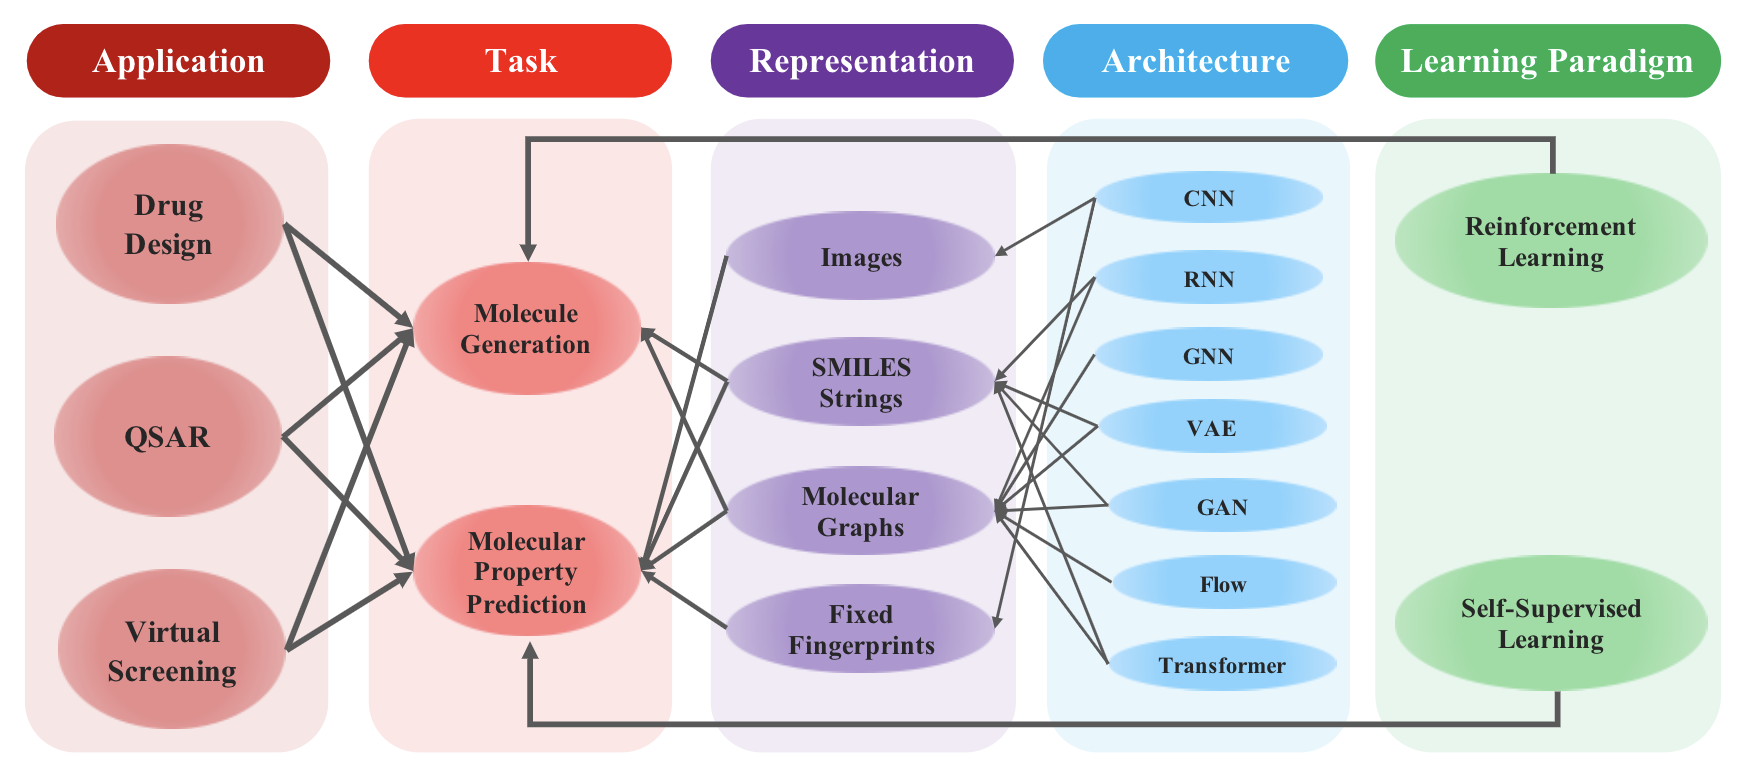 Application
Task
Representation
Architecture
Learning Paradigm
Drug
Design
QSAR
Virtual
Screening
Molecule
Generation
Molecular
Property
Prediction
Images
SMILES
Strings
Molecular
Graphs
Fixed
Fingerprints
CNN
RNN
GNN
VAE
GAN
Flow
Transformer
Reinforcement
Learning
Self-Supervised
Learning